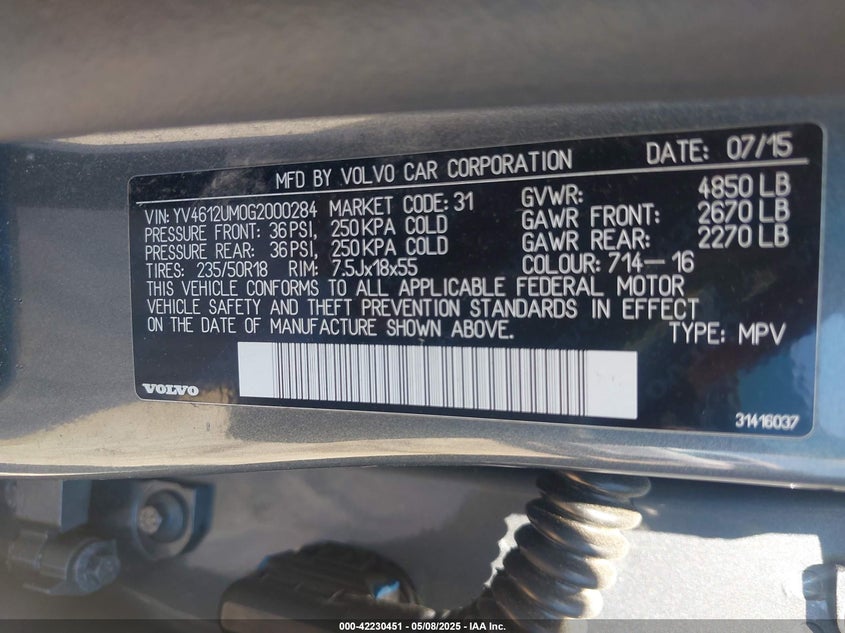 MFD BY VOLVO CAR CORPORATION DATE: 07/15
VIN: YV4612UM0G2000284 MARKET CODE: 31 GVWR: 4850 LB
PRESSURE FRONT: 36 PSI, 250 KPA COLD GAWR FRONT: 2670 LB
PRESSURE REAR: 36 PSI, 250 KPA COLD GAWR REAR: 2270 LB
TIRES: 235/50R18 RIM: 7.5Jx18x55 COLOUR: 714-16
THIS VEHICLE CONFORMS TO ALL APPLICABLE FEDERAL MOTOR
VEHICLE SAFETY AND THEFT PREVENTION STANDARDS IN EFFECT
ON THE DATE OF MANUFACTURE SHOWN ABOVE. TYPE: MPV
VOLVO
31416037
000-42230451 - 05/08/2025 - IAA Inc.